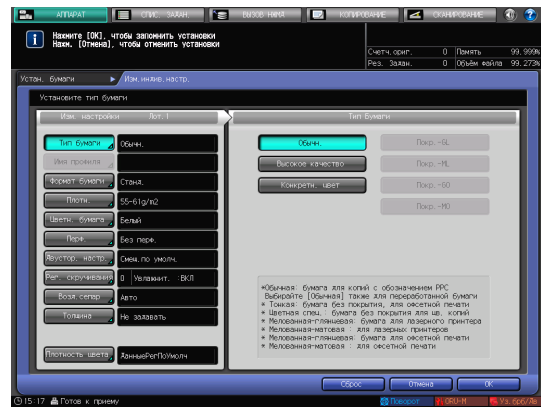 АППАРАТ
СПИС. ЗАДАН.
ВЫЗОВ НЖМД
КОПИРОВАНИЕ
СКАНИРОВАНИЕ
Нажмите [OK], чтобы запомнить установки
Нажм. [Отмена], чтобы отменить установки
Счетч.ориг. 0 Память 99,999%
Рез. Задан. 0 Объём файла 99,273%
Устан. бумаги
Изм.индив.настр.
Установите тип бумаги
Изм. настройки Лот.1
Тип Бумаги
Тип бумаги Обычн.
Имя профиля
Формат бумаги Станд.
Плотн. 55-61g/m2
Цветн. бумага Белый
Перф. Без перф.
Двустор. настр. Смещ.по умолч.
Рег. скручивания 0 Увлажнит. :ВКЛ
Возд.сепар Авто
Толщина Не задавать
Плотность цвета ДанныеРегПоУмолч
Обычн.
Покр.-GL
Высокое качество
Покр.-ML
Конкретн. цвет
Покр.-GO
Покр.-MO
*Обычная: бумага для копий с обозначением PPC
Выбирайте [Обычная] также для переработанной бумаги
* Тонкая: бумага без покрытия, для офсетной печати
* Цветная спец.: бумага без покрытия для цв. копий
* Мелованная-глянцевая: бумага для лазерного принтера
* Мелованная-матовая : для лазерных принтеров
* Мелованная-глянцевая: бумага для офсетной печати
* Мелованная-матовая : для офсетной печати
Сброс
Отмена
OK
15:17 Готов к приему
Поворот
ORU-M